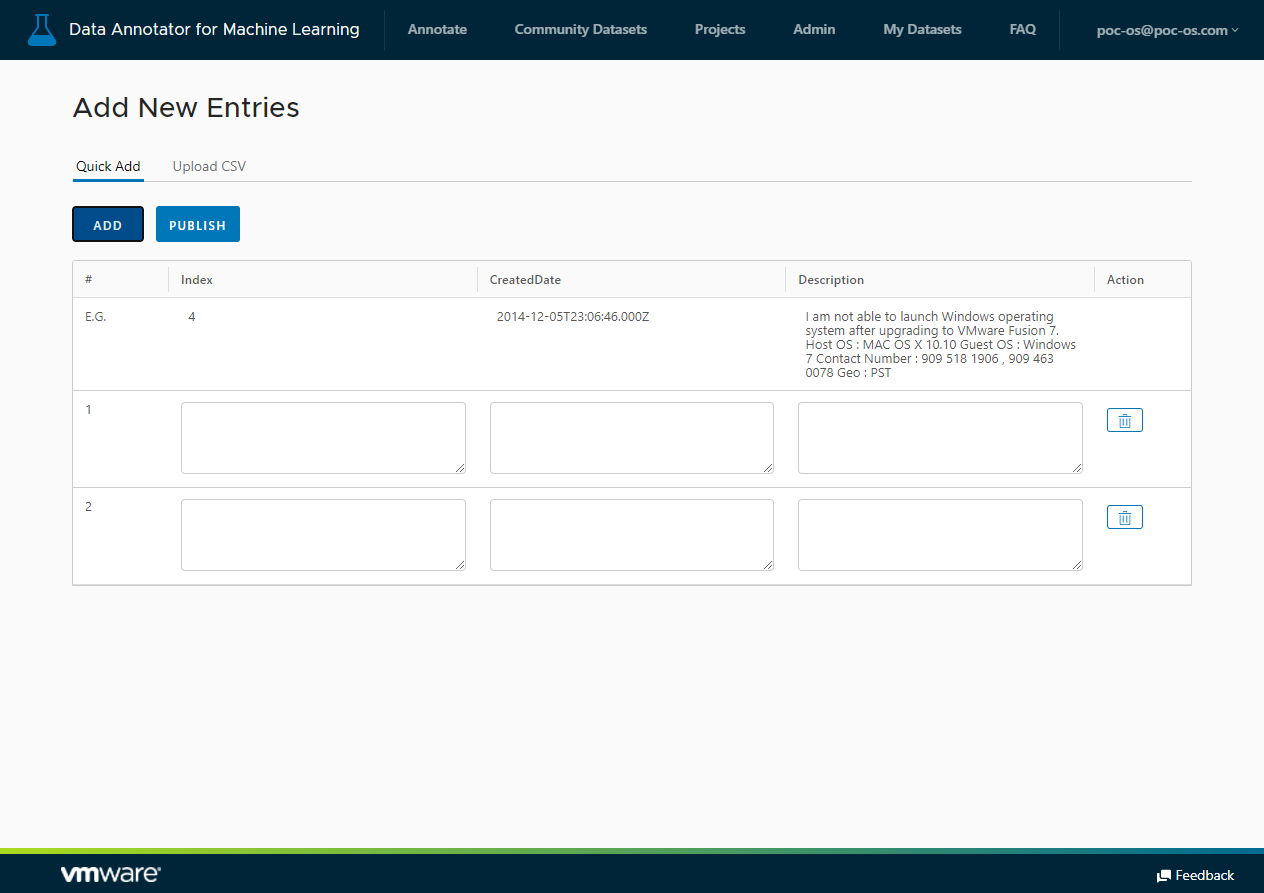 Data Annotator for Machine Learning Annotate Community Datasets Projects Admin My Datasets FAQ poc-os@poc-os.com
Add New Entries
Quick Add Upload CSV
ADD PUBLISH
# Index CreatedDate Description Action
E.G. 4 2014-12-05T23:06:46.000Z I am not able to launch Windows operating
system after upgrading to VMware Fusion 7.
Host OS : MAC OS X 10.10 Guest OS : Windows
7 Contact Number : 909 518 1906 , 909 463
0078 Geo : PST
1
2
vmware Feedback